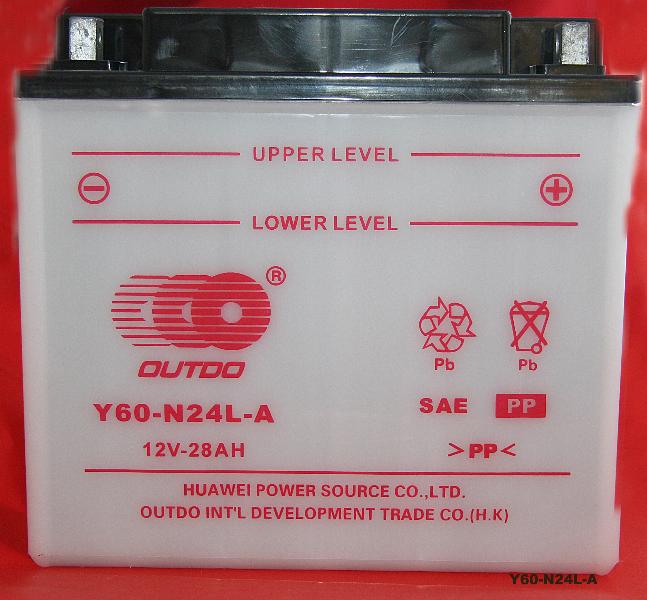 UPPER LEVEL
LOWER LEVEL
®
OUTDO
Pb Pb
Y60-N24L-A
SAE PP
12V-28AH
>PP<
HUAWEI POWER SOURCE CO.,LTD.
OUTDO INT'L DEVELOPMENT TRADE CO.(H.K)
Y60-N24L-A